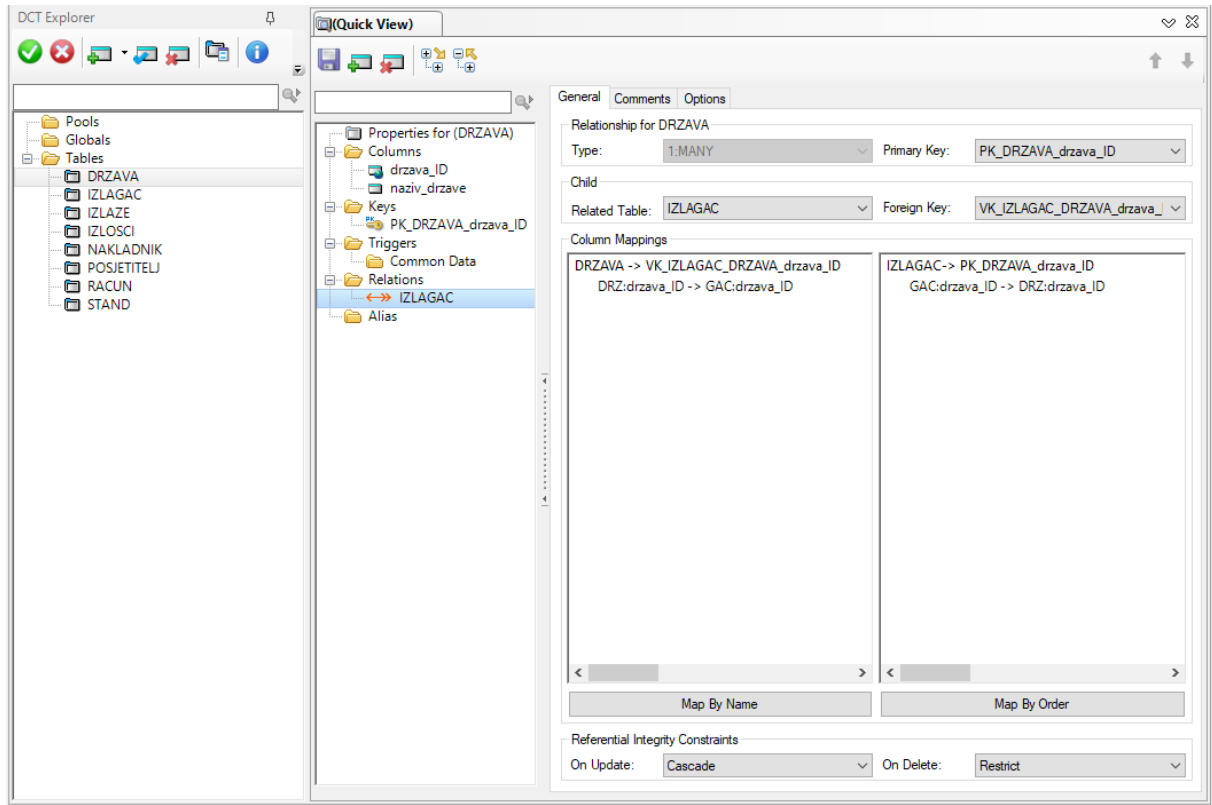 DCT Explorer
Pools
Globals
Tables
DRZAVA
IZLAGAC
IZLAZE
IZLOSCI
NAKLADNIK
POSJETITELJ
RACUN
STAND
(Quick View)
Properties for (DRZAVA)
Columns
drzava_ID
naziv_drzave
Keys
PK_DRZAVA_drzava_ID
Triggers
Common Data
Relations
IZLAGAC
Alias
General Comments Options
Relationship for DRZAVA
Type: 1:MANY Primary Key: PK_DRZAVA_drzava_ID
Child
Related Table: IZLAGAC Foreign Key: VK_IZLAGAC_DRZAVA_drzava_
Column Mappings
DRZAVA -> VK_IZLAGAC_DRZAVA_drzava_ID
DRZ:drzava_ID -> GAC:drzava_ID
IZLAGAC-> PK_DRZAVA_drzava_ID
GAC:drzava_ID -> DRZ:drzava_ID
Map By Name Map By Order
Referential Integrity Constraints
On Update: Cascade On Delete: Restrict